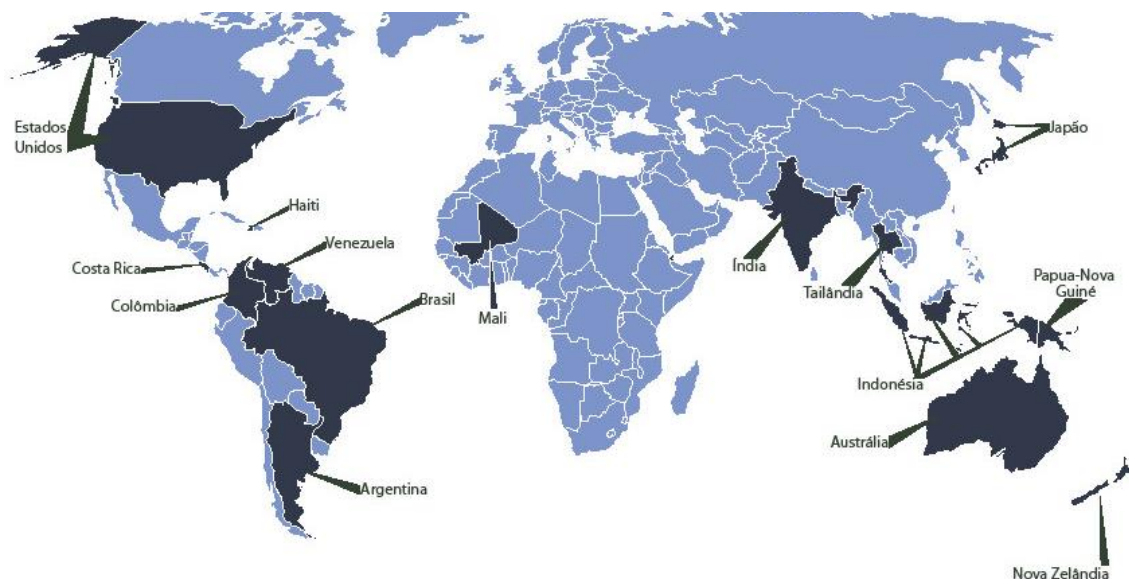 Estados
Unidos
Japão
Haiti
Venezuela
Costa Rica
Índia
Papua-Nova
Guiné
Colômbia
Brasil
Mali
Tailândia
Indonésia
Austrália
Argentina
Nova Zelândia